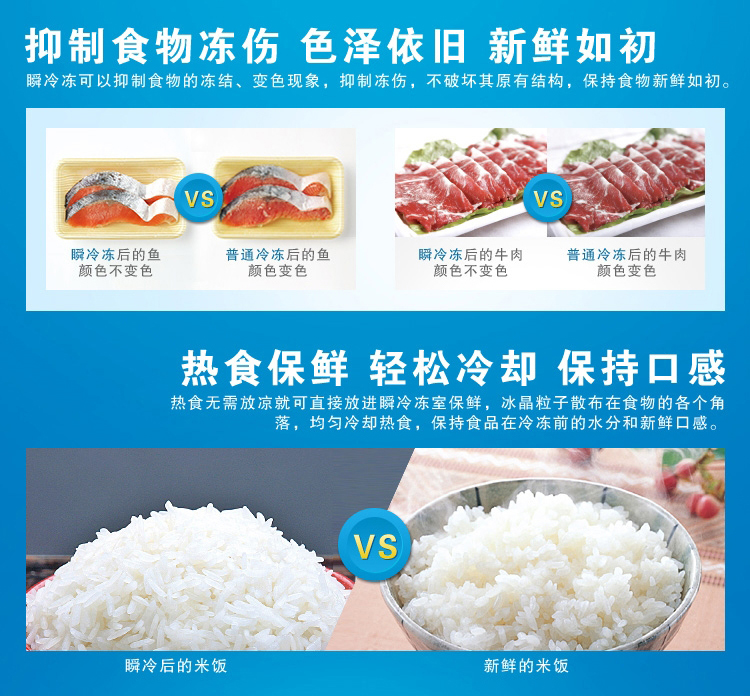 抑制食物冻伤 色泽依旧 新鲜如初
瞬冷冻可以抑制食物的冻结、变色现象，抑制冻伤，不破坏其原有结构，保持食物新鲜如初。
VS
VS
瞬冷冻后的鱼
颜色不变色
普通冷冻后的鱼
颜色变色
瞬冷冻后的牛肉
颜色不变色
普通冷冻后的牛肉
颜色变色
热食保鲜 轻松冷却 保持口感
热食无需放凉就可直接放进瞬冷冻室保鲜，冰晶粒子散布在食物的各个角
落，均匀冷却热食，保持食品在冷冻前的水分和新鲜口感。
VS
瞬冷后的米饭
新鲜的米饭